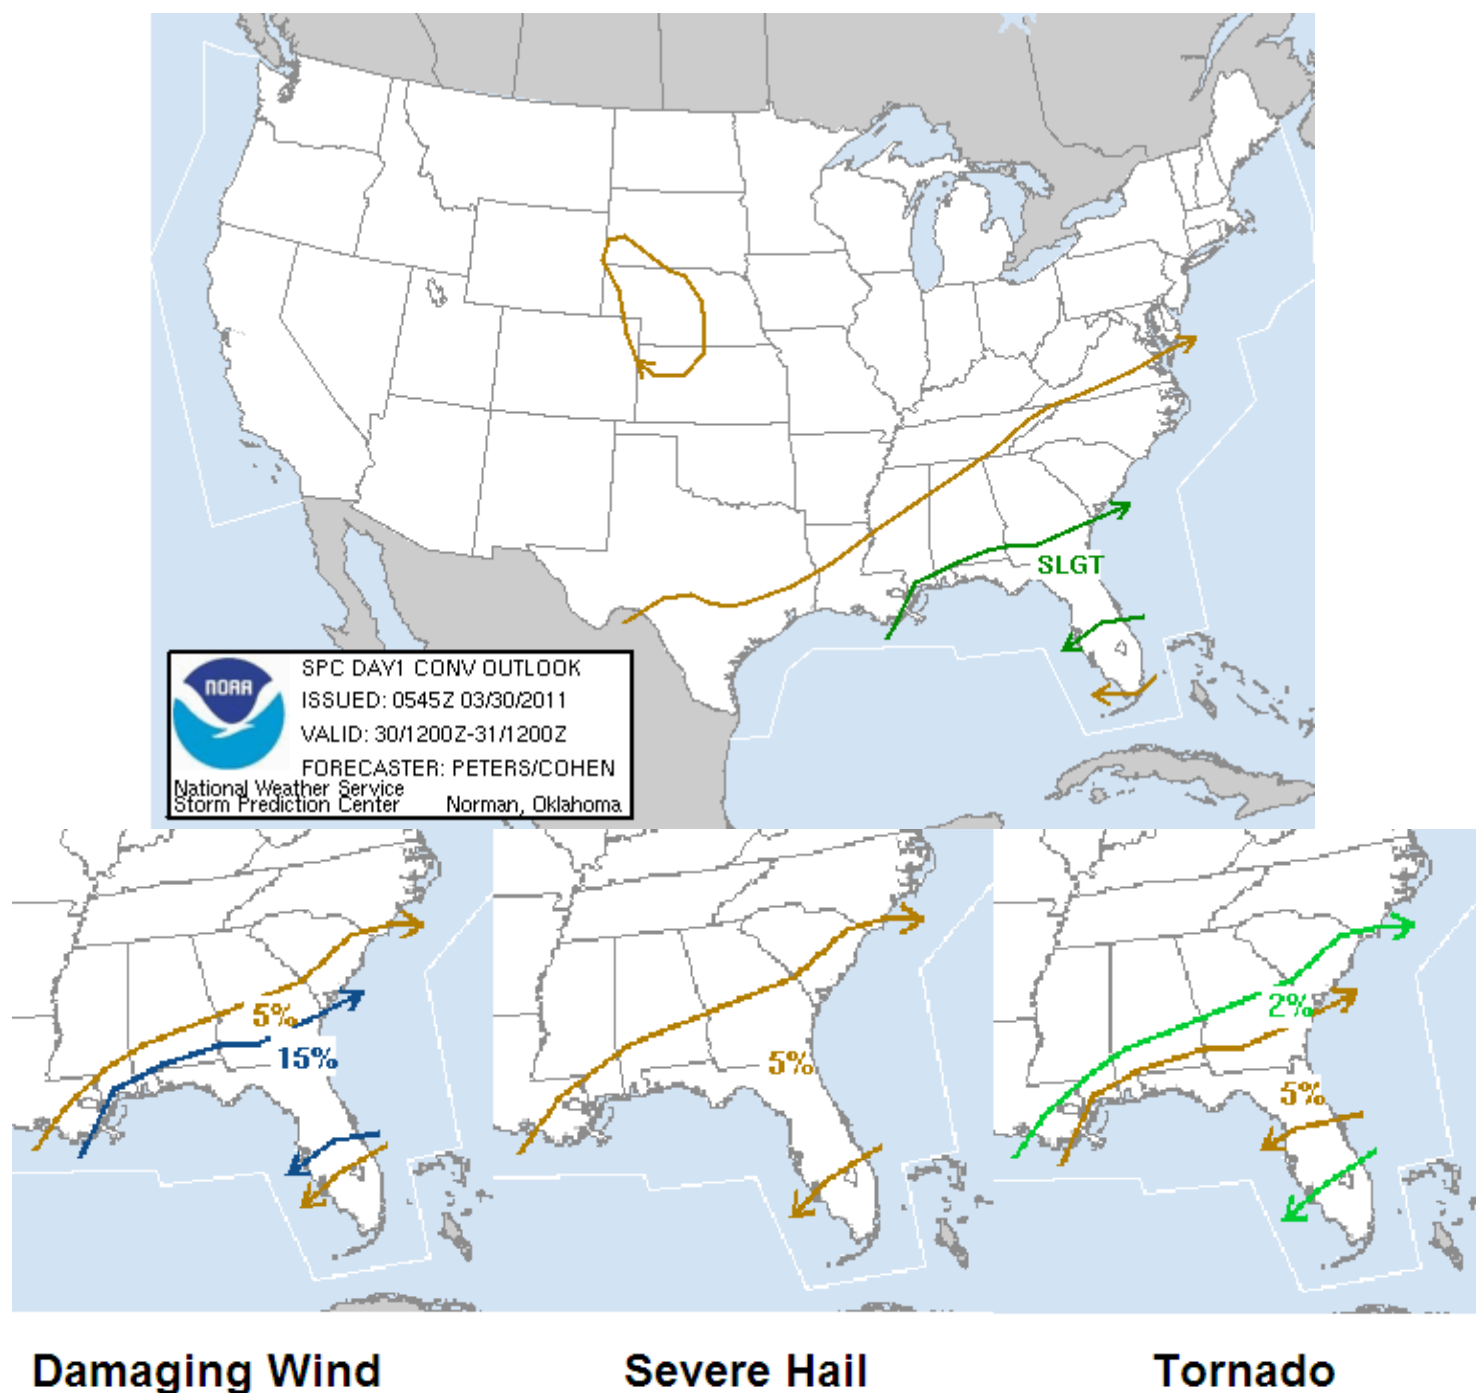 SLGT
NOAA
SPC DAY1 CONV OUTLOOK
ISSUED: 0545Z 03/30/2011
VALID: 30/1200Z-31/1200Z
FORECASTER: PETERS/COHEN
National Weather Service
Storm Prediction Center Norman, Oklahoma
5%
15%
5%
2%
5%
Damaging Wind
Severe Hail
Tornado